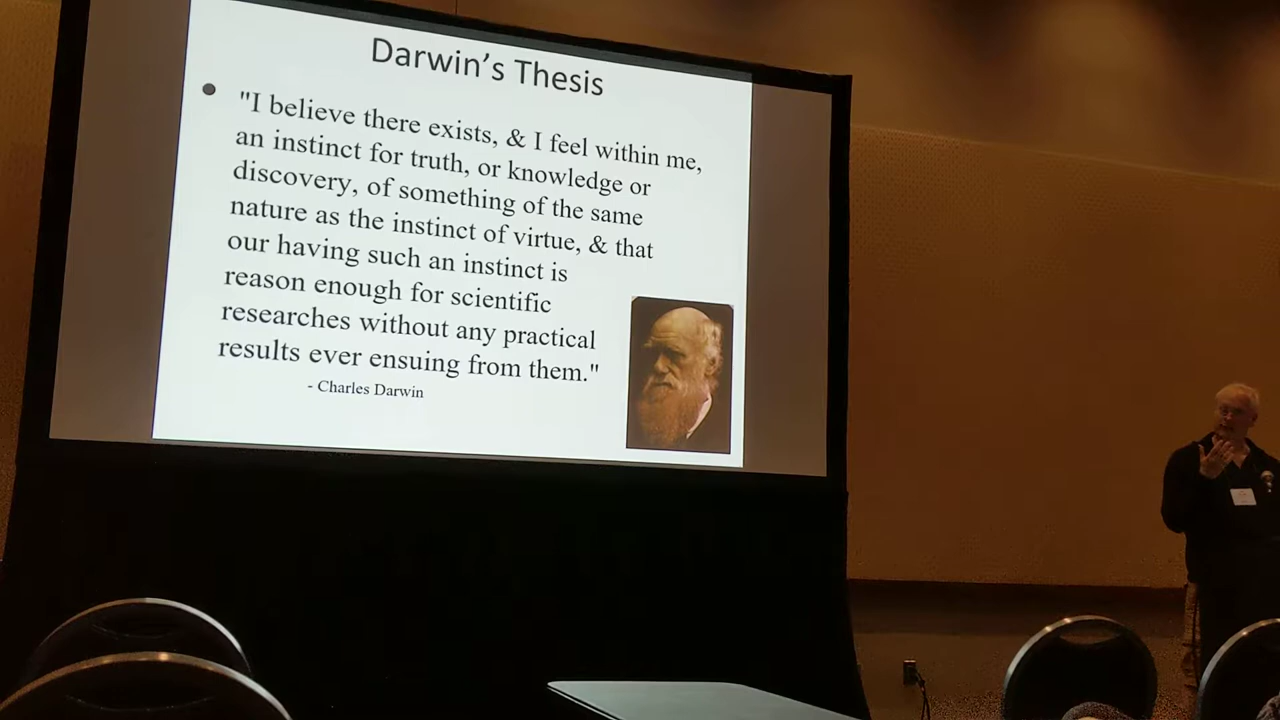 Darwin's Thesis
• "I believe there exists, & I feel within me,
an instinct for truth, or knowledge or
discovery, of something of the same
nature as the instinct of virtue, & that
our having such an instinct is
reason enough for scientific
researches without any practical
results ever ensuing from them."
- Charles Darwin